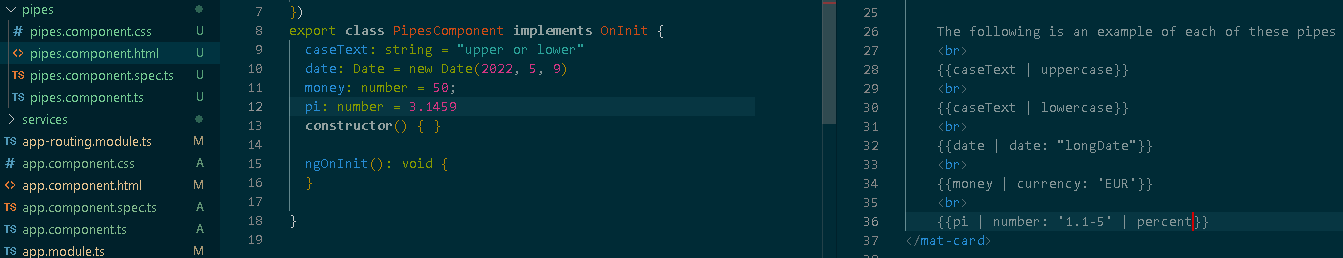 pipes
# pipes.component.css U
<> pipes.component.html U
TS pipes.component.spec.ts U
TS pipes.component.ts U
services
TS app-routing.module.ts M
# app.component.css A
<> app.component.html M
TS app.component.spec.ts A
TS app.component.ts A
TS app.module.ts M
7 })
8 export class PipesComponent implements OnInit {
9 caseText: string = "upper or lower"
10 date: Date = new Date(2022, 5, 9)
11 money: number = 50;
12 pi: number = 3.1459
13 constructor() { }
14
15 ngOnInit(): void {
16 }
17
18 }
19
25
26 The following is an example of each of these pipes
27 <br>
28 {{caseText | uppercase}}
29 <br>
30 {{caseText | lowercase}}
31 <br>
32 {{date | date: "longDate"}}
33 <br>
34 {{money | currency: 'EUR'}}
35 <br>
36 {{pi | number: '1.1-5' | percent}}
37 </mat-card>
38